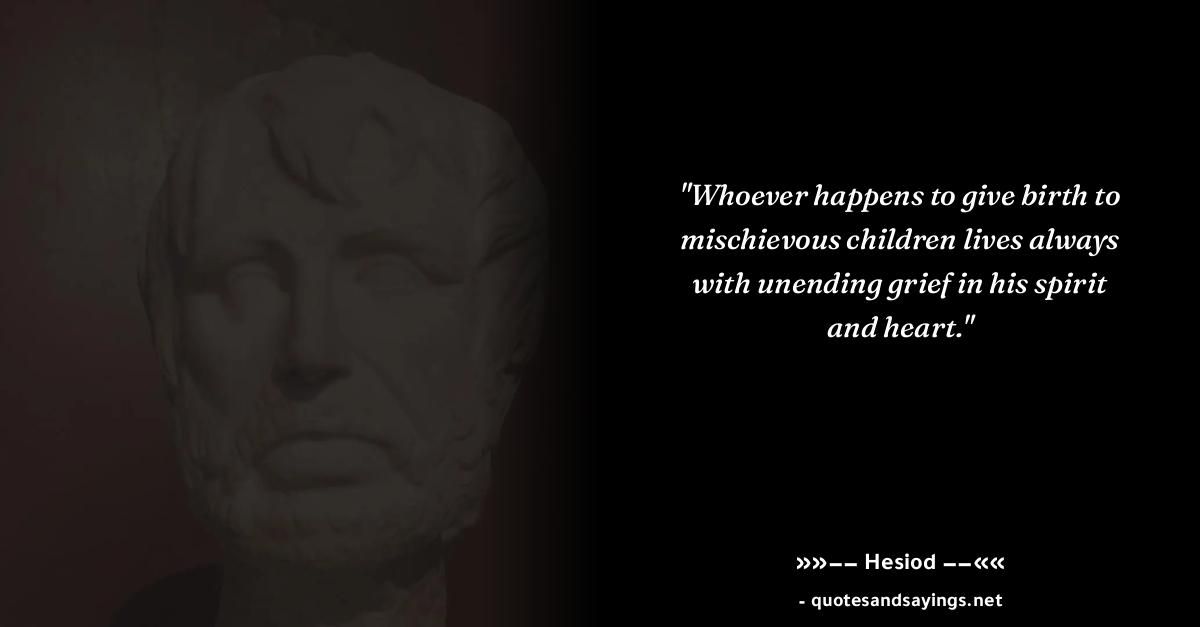 "Whoever happens to give birth to
mischievous children lives always
with unending grief in his spirit
and heart."
»»−− Hesiod −−««
- quotesandsayings.net